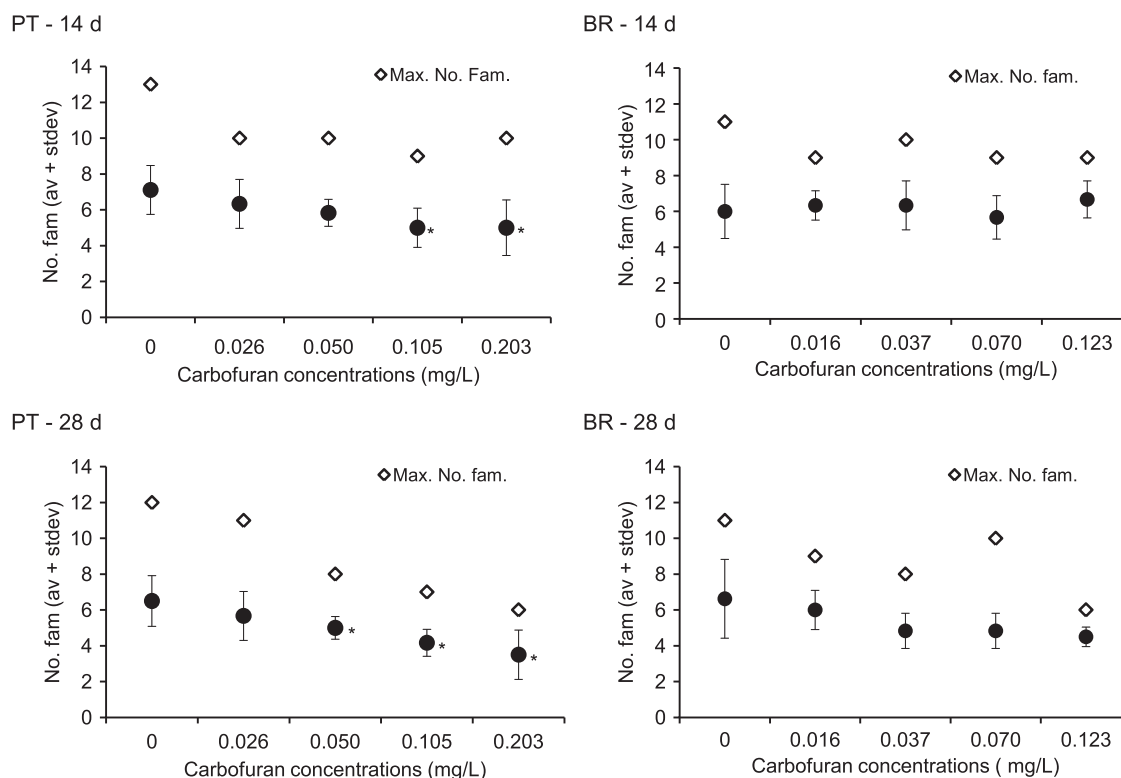 PT - 14 d
14
12
10
8
6
4
2
0
No. fam (av + stdev)
Max. No. Fam.
*
*
0 0.026 0.050 0.105 0.203
Carbofuran concentrations (mg/L)
BR - 14 d
14
12
10
8
6
4
2
0
No. fam (av + stdev)
Max. No. fam.
0 0.016 0.037 0.070 0.123
Carbofuran concentrations (mg/L)
PT - 28 d
14
12
10
8
6
4
2
0
No. fam (av + stdev)
Max. No. fam.
*
*
*
0 0.026 0.050 0.105 0.203
Carbofuran concentrations (mg/L)
BR - 28 d
14
12
10
8
6
4
2
0
No. fam (av + stdev)
Max. No. fam.
0 0.016 0.037 0.070 0.123
Carbofuran concentrations ( mg/L)